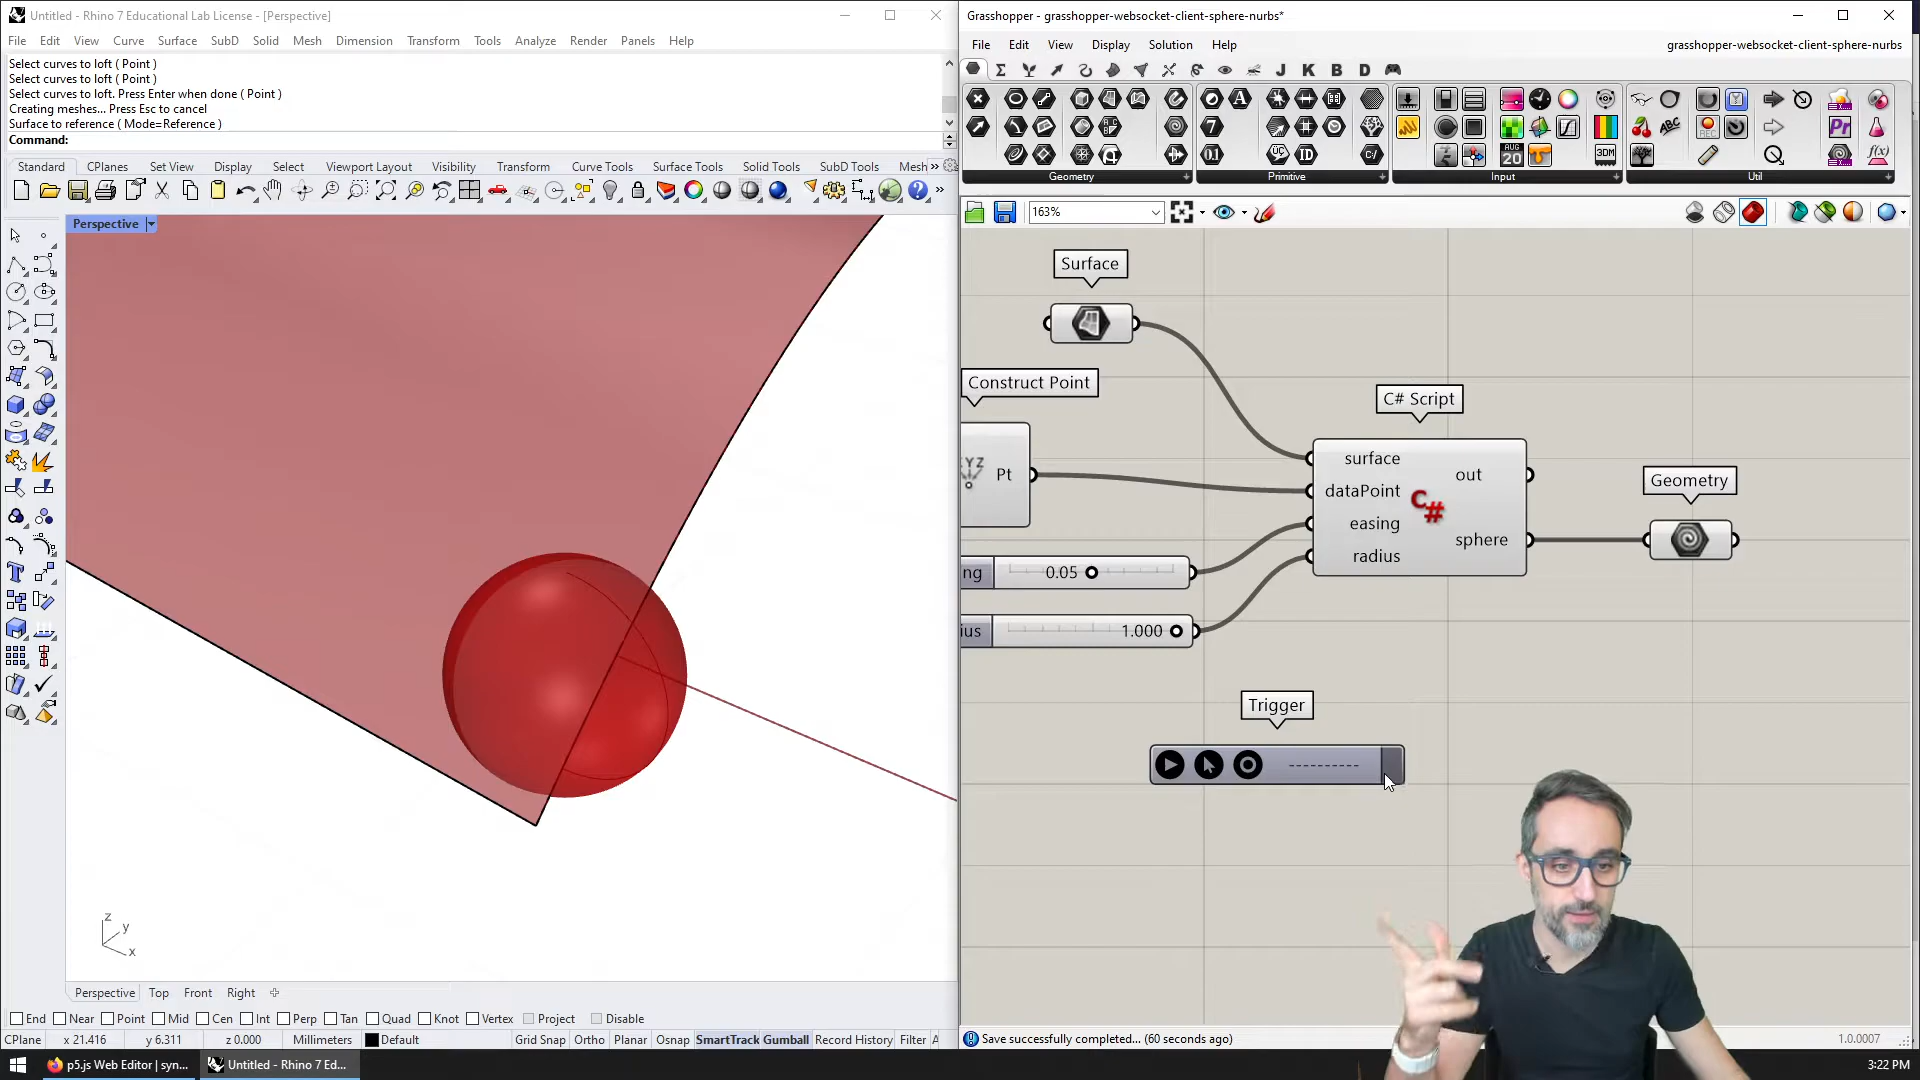 Untitled - Rhino 7 Educational Lab License - [Perspective]
File Edit View Curve Surface SubD Solid Mesh Dimension Transform Tools Analyze Render Panels Help
Select curves to loft ( Point )
Select curves to loft ( Point )
Select curves to loft. Press Enter when done ( Point )
Creating meshes... Press Esc to cancel
Surface to reference ( Mode=Reference )
Command:
Standard CPlanes Set View Display Select Viewport Layout Visibility Transform Curve Tools Surface Tools Solid Tools SubD Tools Mesh »
Perspective
z
y
x
Perspective Top Front Right
End Near Point Mid Cen Int Perp Tan Quad Knot Vertex Project Disable
CPlane x 21.416 y 6.311 z 0.000 Millimeters Default Grid Snap Ortho Planar Osnap SmartTrack Gumball Record History Filter A
p5.js Web Editor | syn...
Untitled - Rhino 7 Ed...
Grasshopper - grasshopper-websocket-client-sphere-nurbs*
File Edit View Display Solution Help
grasshopper-websocket-client-sphere-nurbs
J K B D
Geometry Primitive Input Util
163%
Surface
Construct Point
Pt
C# Script
surface
dataPoint
easing
radius
C#
out
sphere
Geometry
ng 0.05
ius 1.000
Trigger
----------
Save successfully completed... (60 seconds ago)
1.0.0007
3:22 PM